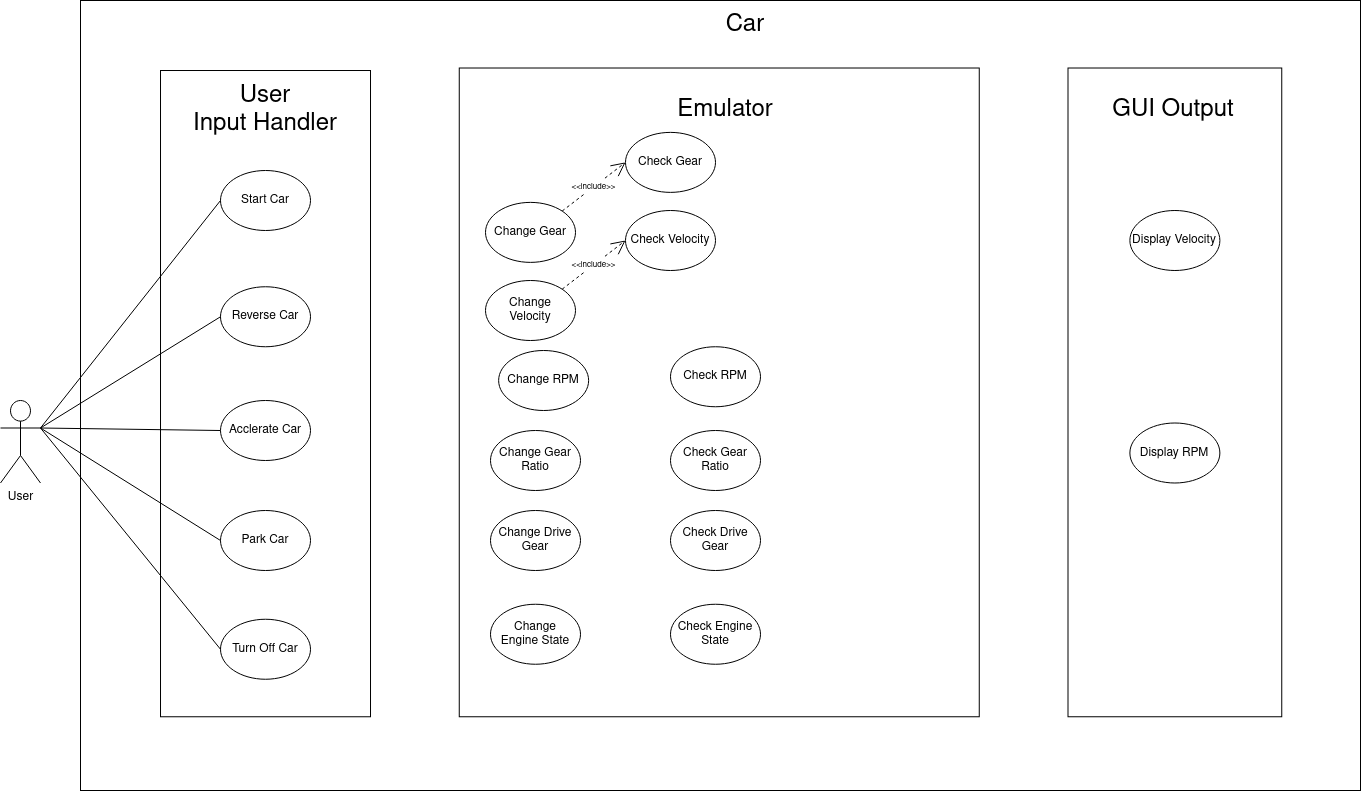 Car
User
Input Handler
Start Car
Reverse Car
Acclerate Car
Park Car
Turn Off Car
User
Emulator
Check Gear
<<include>>
Change Gear
Check Velocity
<<include>>
Change
Velocity
Change RPM
Check RPM
Change Gear
Ratio
Check Gear
Ratio
Change Drive
Gear
Check Drive
Gear
Change
Engine State
Check Engine
State
GUI Output
Display Velocity
Display RPM